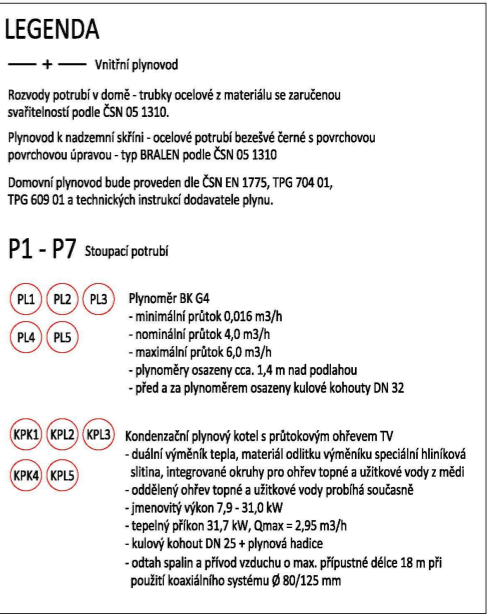 LEGENDA
Vnitřní plynovod
Rozvody potrubí v domě - trubky ocelové z materiálu se zaručenou
svařitelností podle ČSN 05 1310.
Plynovod k nadzemní skříni - ocelové potrubí bezešvé černé s povrchovou
povrchovou úpravou - typ BRALEN podle ČSN 05 1310
Domovní plynovod bude proveden dle ČSN EN 1775, TPG 704 01,
TPG 609 01 a technických instrukcí dodavatele plynu.
P1 - P7 Stoupací potrubí
PL1 PL2 PL3 Plynoměr BK G4
- minimální průtok 0,016 m3/h
- nominální průtok 4,0 m3/h
PL4 PL5
- maximální průtok 6,0 m3/h
- plynoměry osazeny cca. 1,4 m nad podlahou
- před a za plynoměrem osazeny kulové kohouty DN 32
KPK1 KPL2 KPL3 Kondenzační plynový kotel s průtokovým ohřevem TV
- duální výměník tepla, materiál odlitku výměníku speciální hliníková
slitina, integrované okruhy pro ohřev topné a užitkové vody z mědi
KPK4 KPL5
- oddělený ohřev topné a užitkové vody probíhá současně
- jmenovitý výkon 7,9 - 31,0 kW
- tepelný příkon 31,7 kW, Qmax = 2,95 m3/h
- kulový kohout DN 25 + plynová hadice
- odtah spalin a přívod vzduchu o max. přípustné délce 18 m při
použití koaxiálního systému Ø 80/125 mm